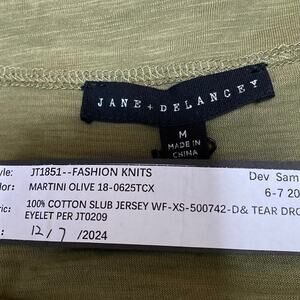 JANE + DELANCEY
M
MADE IN
CHINA
yle: JT1851--FASHION KNITS Dev Sam
olor: MARTINI OLIVE 18-0625TCX 6-7 20
ric: 100% COTTON SLUB JERSEY WF-XS-500742-D& TEAR DRO
EYELET PER JT0209
: 12/7/2024